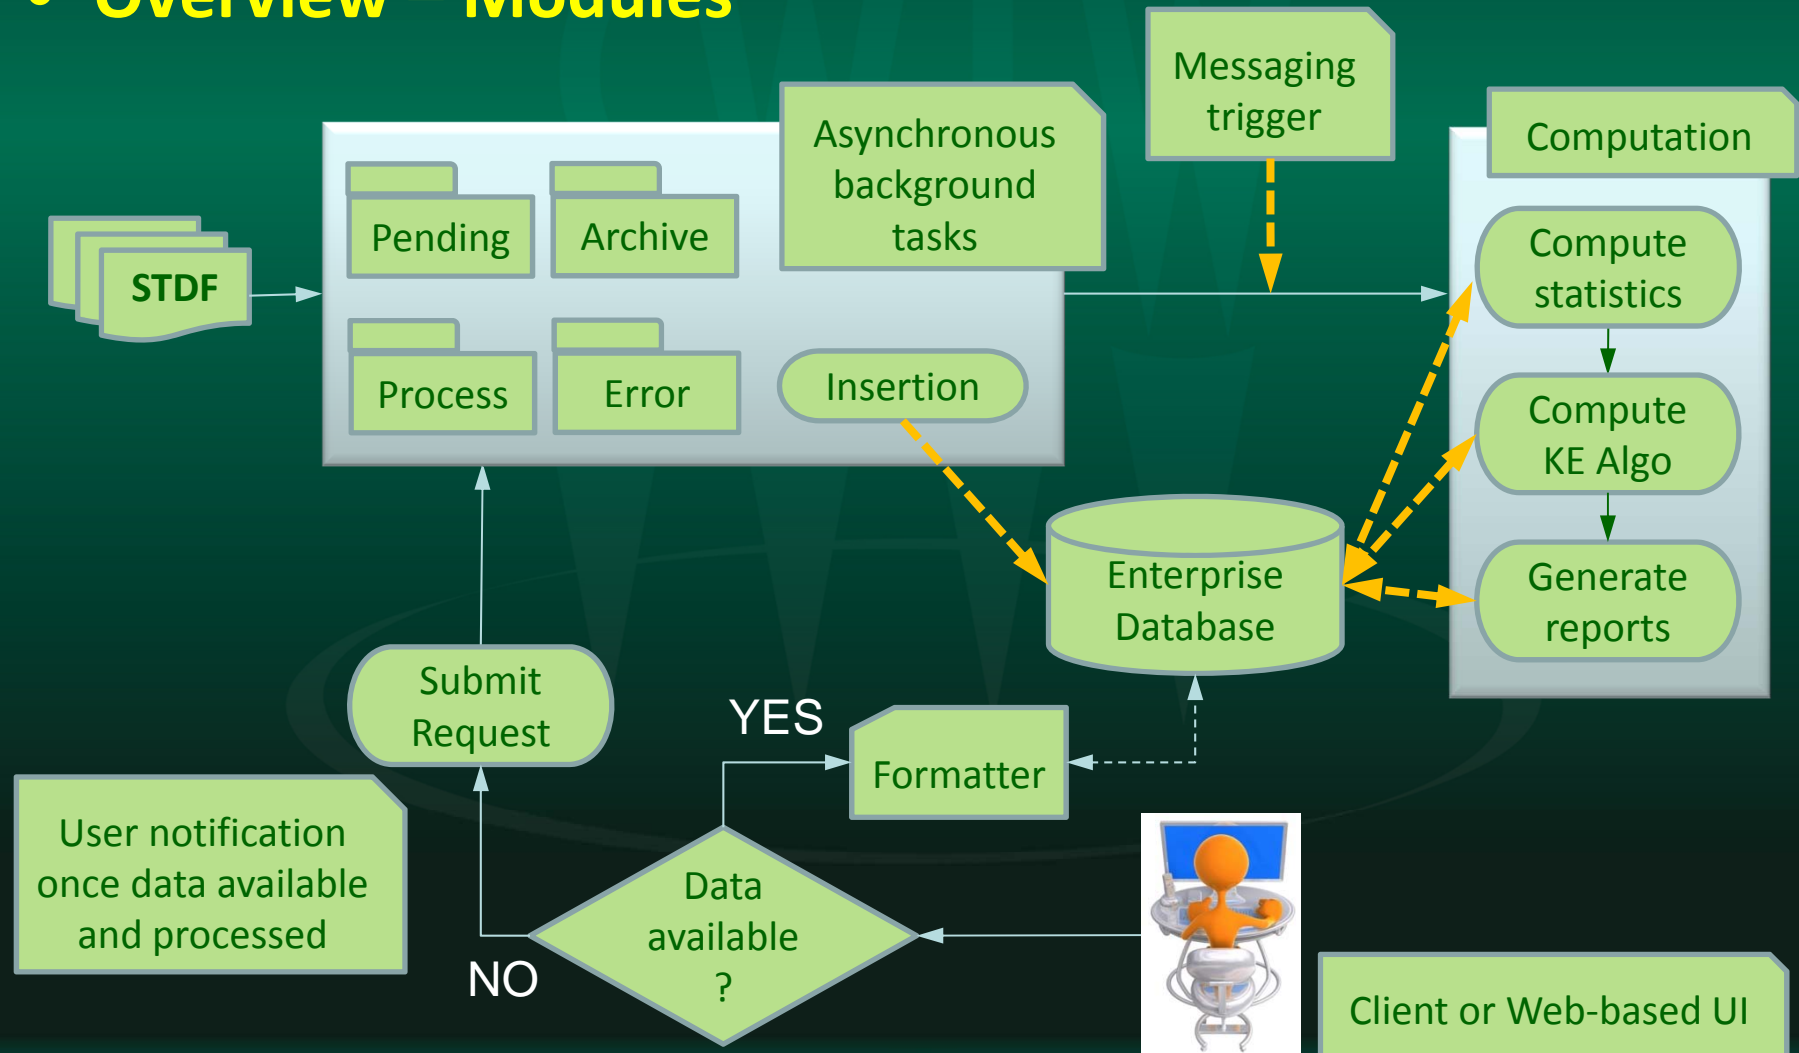 • Overview – Modules
Messaging
trigger
Asynchronous
background
tasks
Computation
Pending
Archive
STDF
Process
Error
Insertion
Compute
statistics
Compute
KE Algo
Generate
reports
Enterprise
Database
Submit
Request
YES
Formatter
User notification
once data available
and processed
Data
available
?
NO
Client or Web-based UI